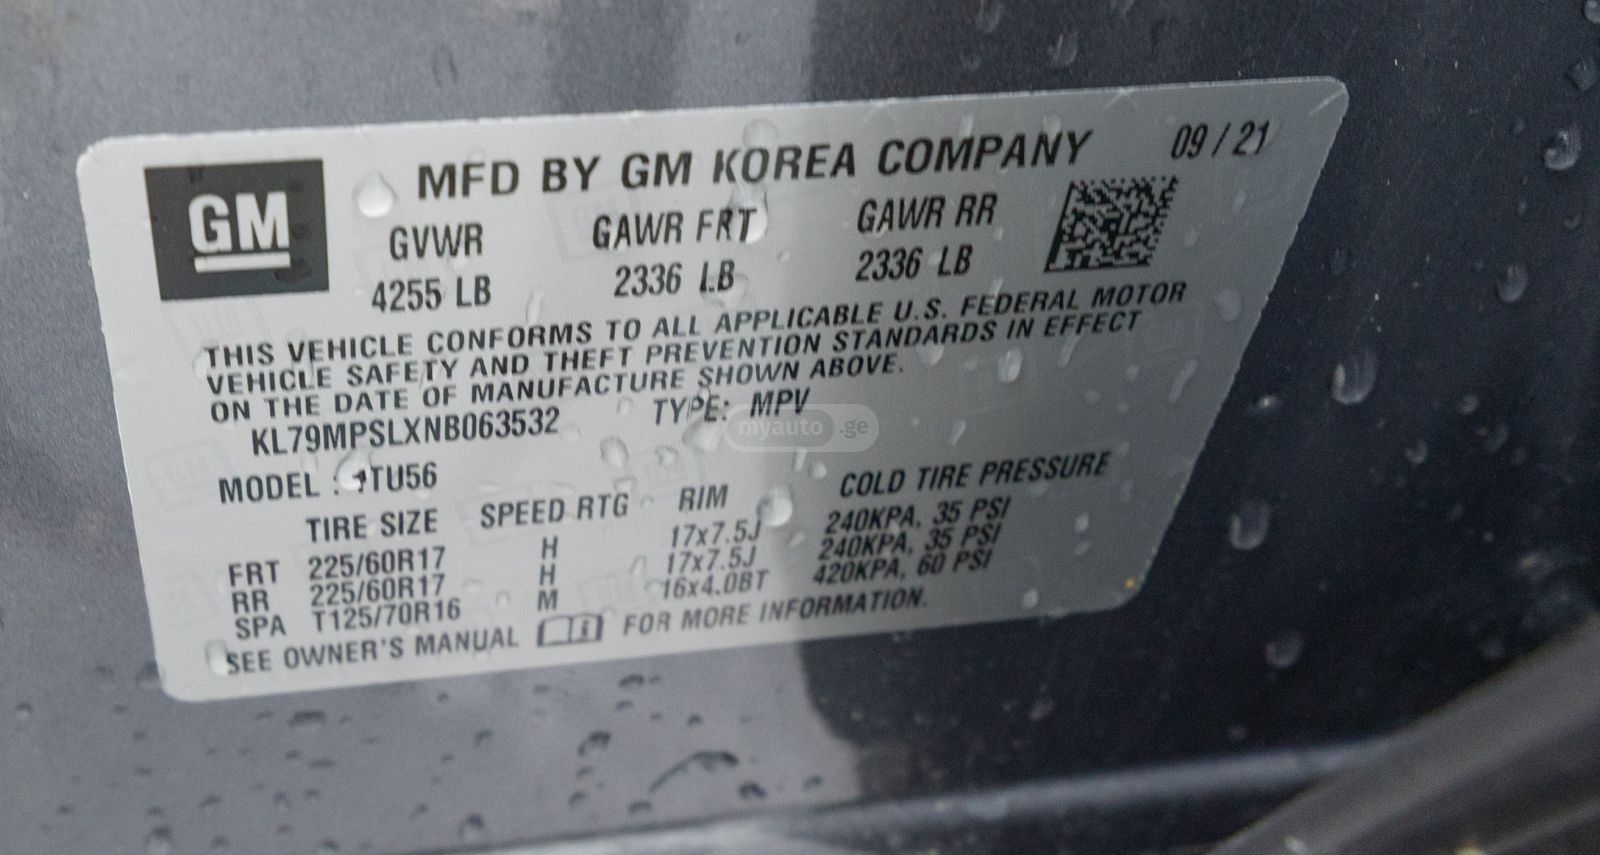 GM
MFD BY GM KOREA COMPANY 09/21
GVWR GAWR FRT GAWR RR
4255 LB 2336 LB 2336 LB
THIS VEHICLE CONFORMS TO ALL APPLICABLE U.S. FEDERAL MOTOR
VEHICLE SAFETY AND THEFT PREVENTION STANDARDS IN EFFECT
ON THE DATE OF MANUFACTURE SHOWN ABOVE.
KL79MPSLXNB063532 TYPE: MPV
myauto.ge
MODEL : 1TU56
TIRE SIZE SPEED RTG RIM COLD TIRE PRESSURE
FRT 225/60R17 H 17x7.5J 240KPA, 35 PSI
RR 225/60R17 H 17x7.5J 240KPA, 35 PSI
SPA T125/70R16 M 16x4.0BT 420KPA, 60 PSI
SEE OWNER'S MANUAL FOR MORE INFORMATION.